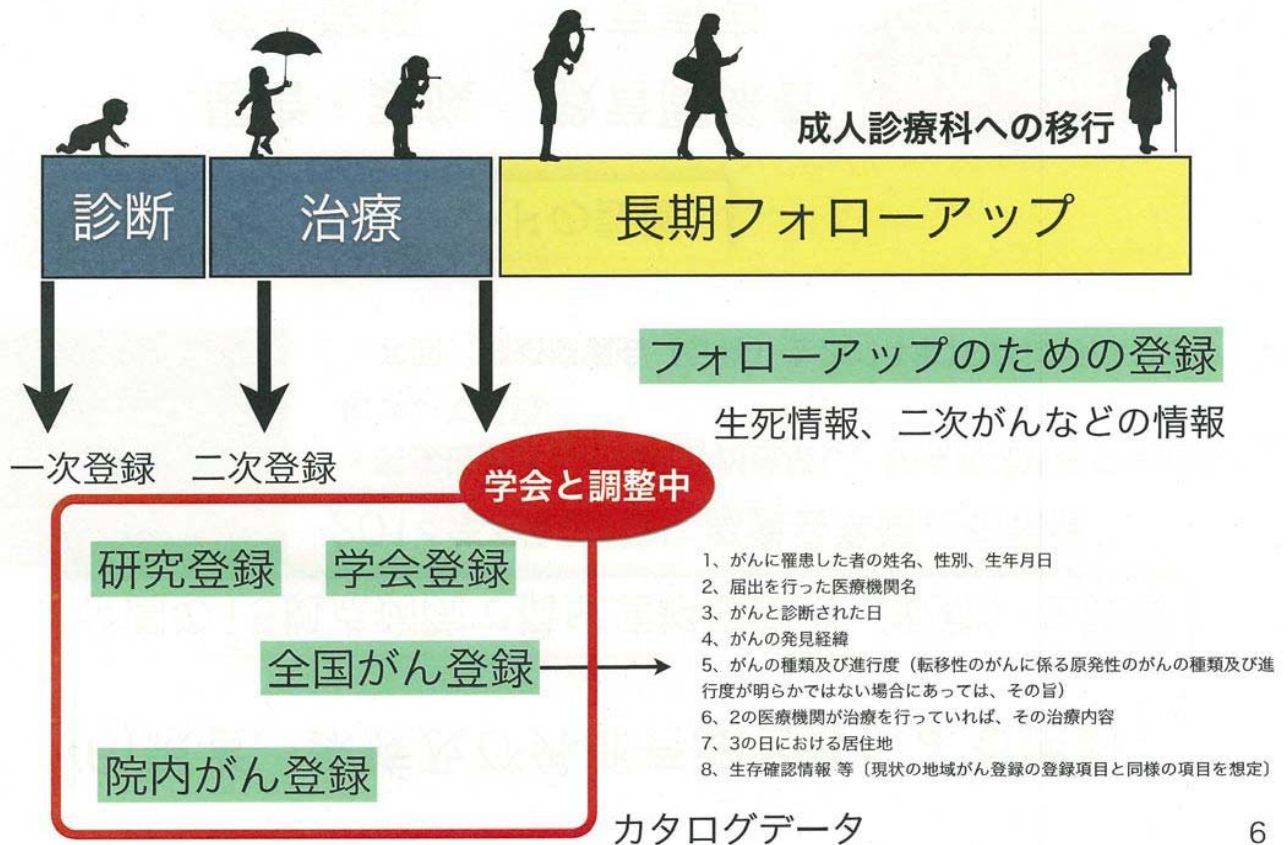 成人診療科への移行
診断
治療
長期フォローアップ
フォローアップのための登録
生死情報、二次がんなどの情報
一次登録
二次登録
学会と調整中
研究登録
学会登録
全国がん登録
院内がん登録
1、がんに罹患した者の姓名、性別、生年月日
2、届出を行った医療機関名
3、がんと診断された日
4、がんの発見経緯
5、がんの種類及び進行度（転移性のがんに係る原発性のがんの種類及び進
行度が明らかではない場合にあっては、その旨）
6、2の医療機関が治療を行っていれば、その治療内容
7、3の日における居住地
8、生存確認情報 等〔現状の地域がん登録の登録項目と同様の項目を想定〕
カタログデータ
6